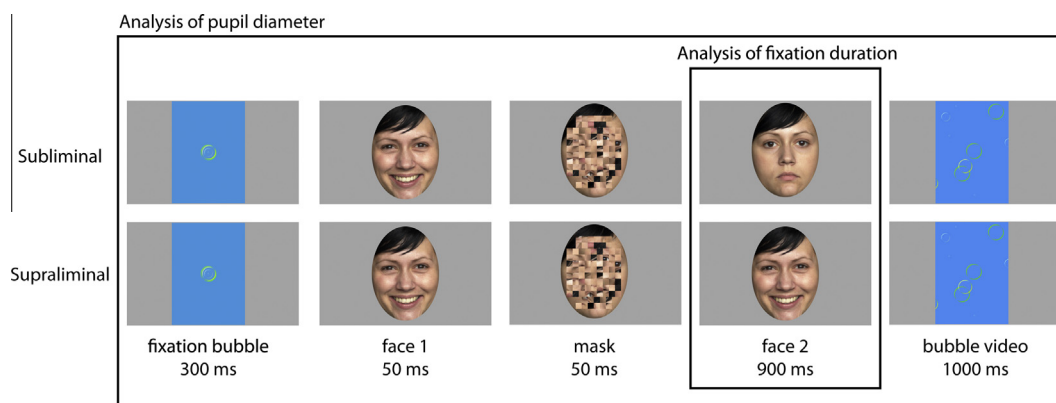 Analysis of pupil diameter
Analysis of fixation duration
Subliminal
Supraliminal
fixation bubble
300 ms
face 1
50 ms
mask
50 ms
face 2
900 ms
bubble video
1000 ms